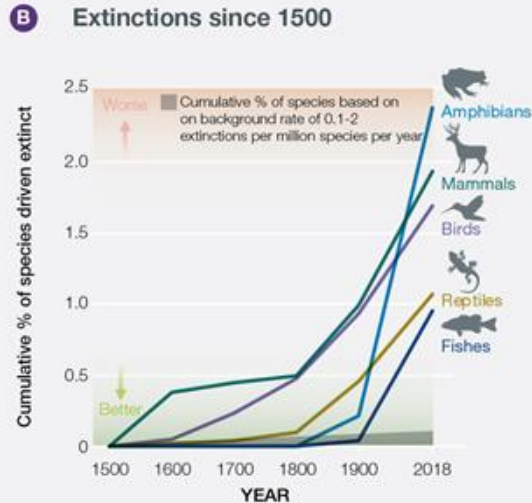 B Extinctions since 1500
Cumulative % of species driven extinct
2.5
2.0
1.5
1.0
0.5
0
Worse
Better
Cumulative % of species based on
on background rate of 0.1-2
extinctions per million species per year
Amphibians
Mammals
Birds
Reptiles
Fishes
1500 1600 1700 1800 1900 2018
YEAR